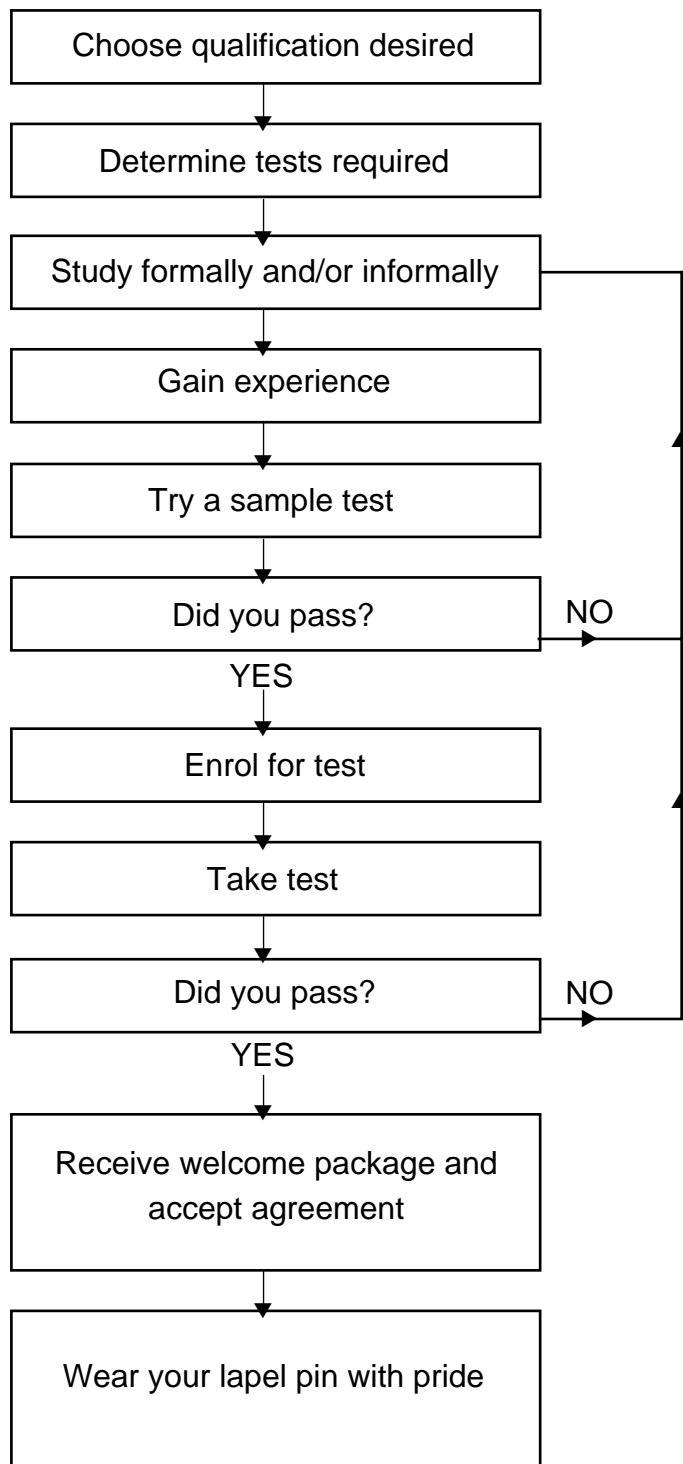 Choose qualification desired
Determine tests required
Study formally and/or informally
Gain experience
Try a sample test
Did you pass?
NO
YES
Enrol for test
Take test
Did you pass?
NO
YES
Receive welcome package and
accept agreement
Wear your lapel pin with pride